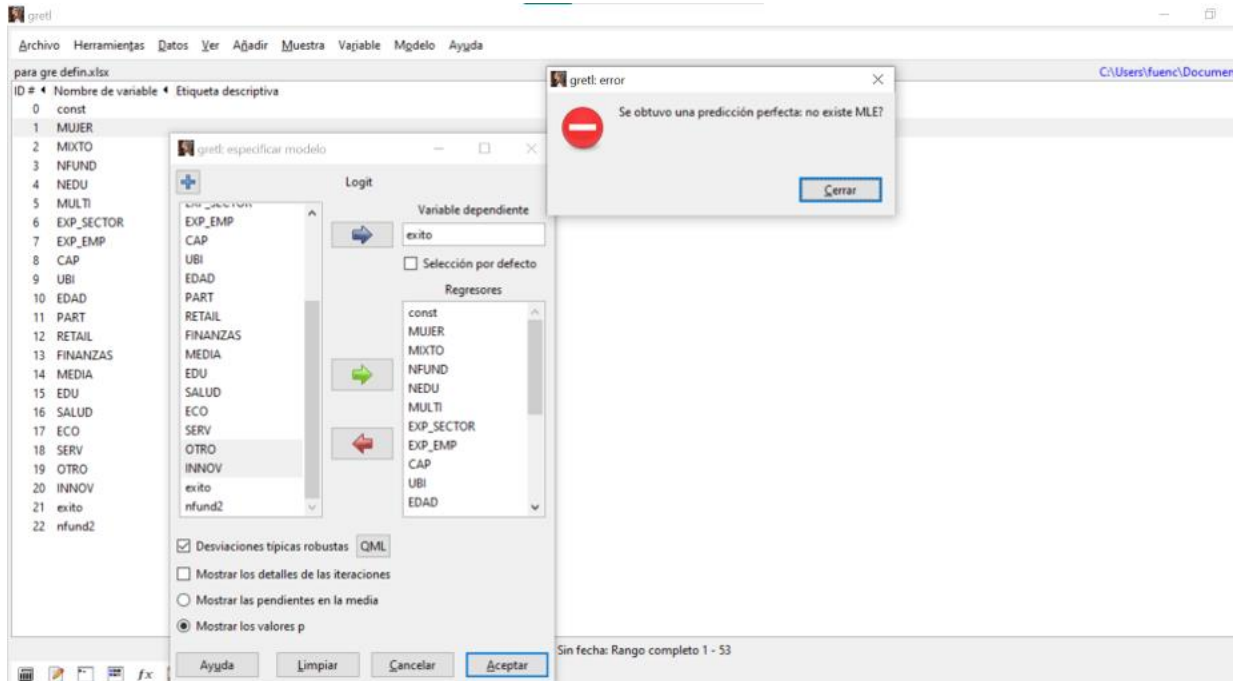 gretl
Archivo Herramientas Datos Ver Añadir Muestra Variable Modelo Ayuda
para gre defin.xlsx
C:\Users\fuenc\Documen
ID # Nombre de variable Etiqueta descriptiva
0 const
1 MUJER
2 MIXTO
3 NFUND
4 NEDU
5 MULTI
6 EXP_SECTOR
7 EXP_EMP
8 CAP
9 UBI
10 EDAD
11 PART
12 RETAIL
13 FINANZAS
14 MEDIA
15 EDU
16 SALUD
17 ECO
18 SERV
19 OTRO
20 INNOV
21 exito
22 nfund2
gretl: especificar modelo
Logit
EXP_SECTOR
EXP_EMP
CAP
UBI
EDAD
PART
RETAIL
FINANZAS
MEDIA
EDU
SALUD
ECO
SERV
OTRO
INNOV
exito
nfund2
Variable dependiente
exito
Selección por defecto
Regresores
const
MUJER
MIXTO
NFUND
NEDU
MULTI
EXP_SECTOR
EXP_EMP
CAP
UBI
EDAD
Desviaciones típicas robustas QML
Mostrar los detalles de las iteraciones
Mostrar las pendientes en la media
Mostrar los valores p
Ayuda Limpiar Cancelar Aceptar
gretl: error
Se obtuvo una predicción perfecta: no existe MLE?
Cerrar
Sin fecha: Rango completo 1 - 53
fx